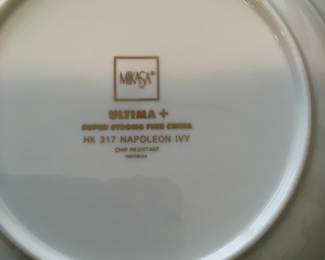 MIKASA®
ULTIMA +
SUPER STRONG FINE CHINA
HK 317 NAPOLEON IVY
CHIP RESISTANT